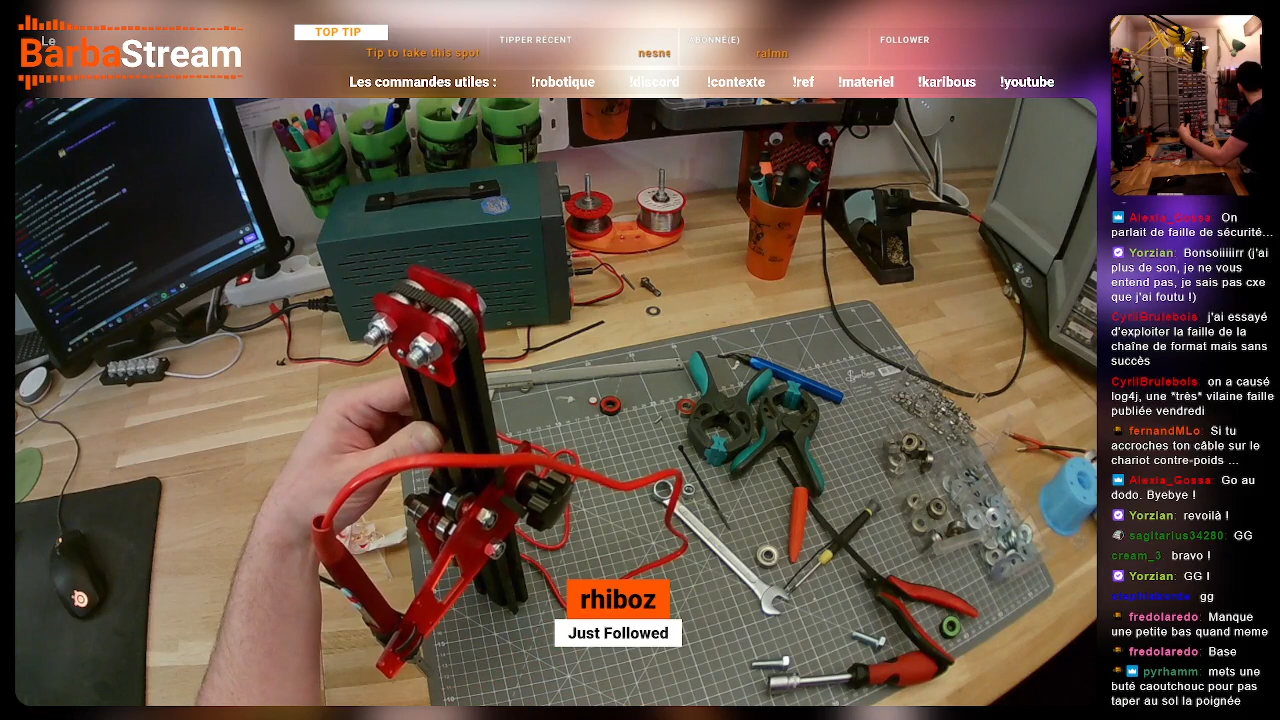 Le
BarbaStream
TOP TIP
Tip to take this spot
TIPPER RÉCENT
nesne
ABONNÉ(E)
ralmn
FOLLOWER
Les commandes utiles : !robotique !discord !contexte !ref !materiel !karibous !youtube
rhiboz
Just Followed
Alexia_Gossa: On
parlait de faille de sécurité...
Yorzian: Bonsoiiiiirr (j'ai
plus de son, je ne vous
entend pas, je sais pas cxe
que j'ai foutu !)
CyrilBrulebois: j'ai essayé
d'exploiter la faille de la
chaîne de format mais sans
succès
CyrilBrulebois: on a causé
log4j, une *très* vilaine faille
publiée vendredi
fernandMLo: Si tu
accroches ton câble sur le
chariot contre-poids ...
Alexia_Gossa: Go au
dodo. Byebye !
Yorzian: revoilà !
sagitarius34280: GG
cream_3: bravo !
Yorzian: GG !
gg
fredolaredo: Manque
une petite bas quand meme
fredolaredo: Base
pyrhamm: mets une
buté caoutchouc pour pas
taper au sol la poignée